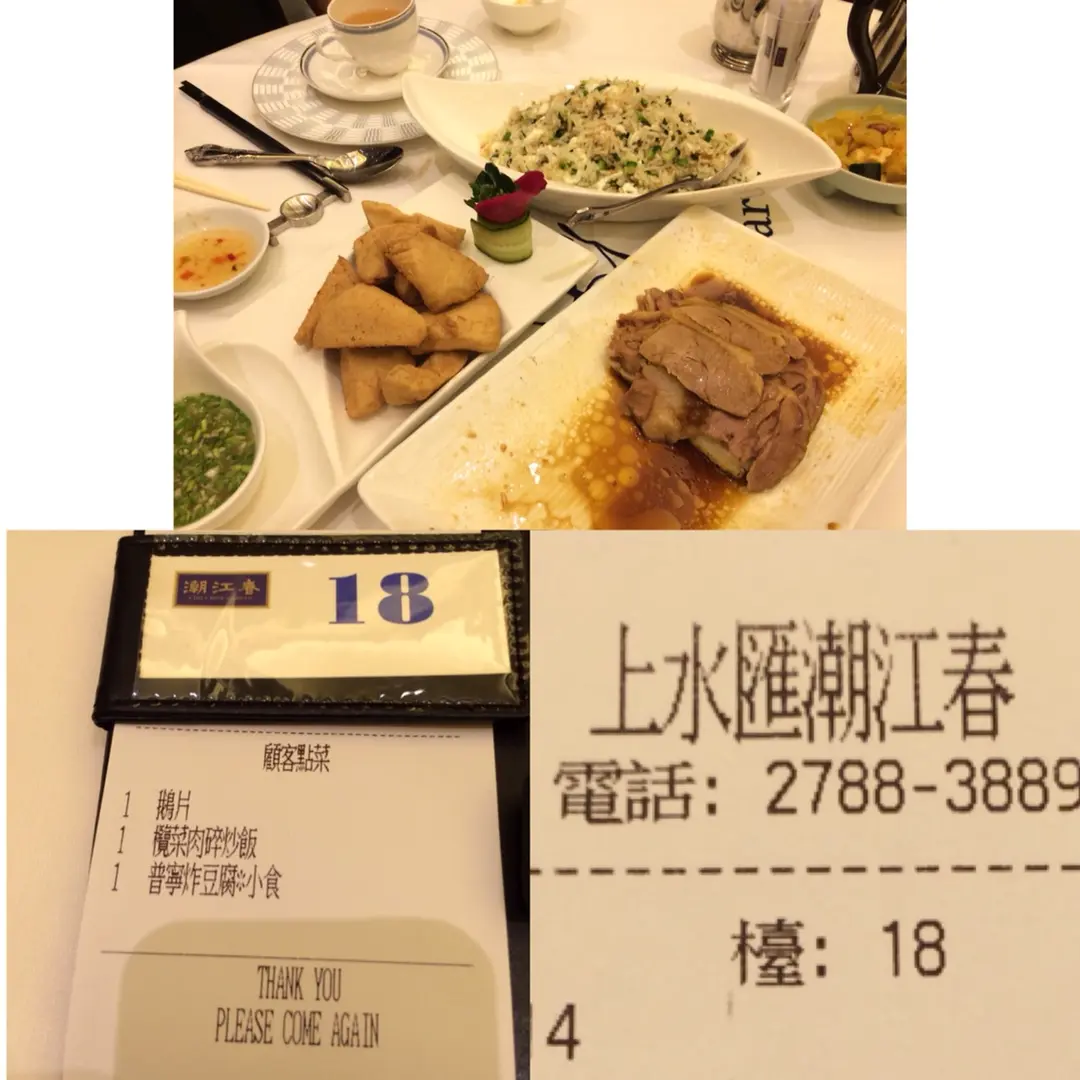 ar
潮江春
18
顧客點菜
1 鵝片
1 欖菜肉碎炒飯
1 普寧炸豆腐※小食
THANK YOU
PLEASE COME AGAIN
上水匯潮江春
電話: 2788-3889
檯: 18
4